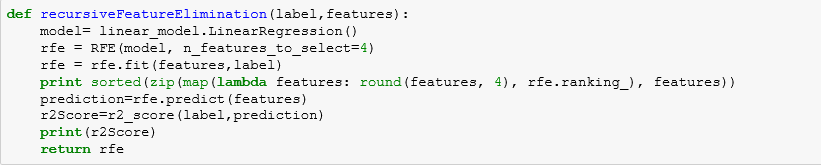 def recursiveFeatureElimination(label,features):
    model= linear_model.LinearRegression()
    rfe = RFE(model, n_features_to_select=4)
    rfe = rfe.fit(features,label)
    print sorted(zip(map(lambda features: round(features, 4), rfe.ranking_), features))
    prediction=rfe.predict(features)
    r2Score=r2_score(label,prediction)
    print(r2Score)
    return rfe